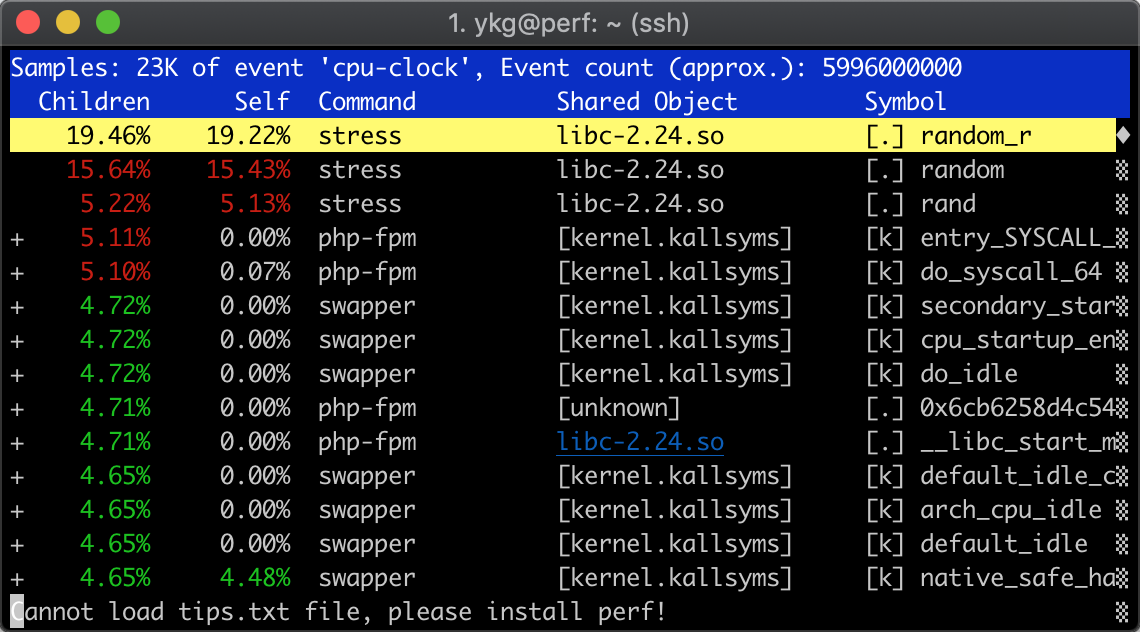 1. ykg@perf: ~ (ssh)
Samples: 23K of event 'cpu-clock', Event count (approx.): 5996000000
Children Self Command Shared Object Symbol
19.46% 19.22% stress libc-2.24.so [.] random_r
15.64% 15.43% stress libc-2.24.so [.] random
5.22% 5.13% stress libc-2.24.so [.] rand
+ 5.11% 0.00% php-fpm [kernel.kallsyms] [k] entry_SYSCALL_
+ 5.10% 0.07% php-fpm [kernel.kallsyms] [k] do_syscall_64
+ 4.72% 0.00% swapper [kernel.kallsyms] [k] secondary_star
+ 4.72% 0.00% swapper [kernel.kallsyms] [k] cpu_startup_en
+ 4.72% 0.00% swapper [kernel.kallsyms] [k] do_idle
+ 4.71% 0.00% php-fpm [unknown] [.] 0x6cb6258d4c54
+ 4.71% 0.00% php-fpm libc-2.24.so [.] __libc_start_m
+ 4.65% 0.00% swapper [kernel.kallsyms] [k] default_idle_c
+ 4.65% 0.00% swapper [kernel.kallsyms] [k] arch_cpu_idle
+ 4.65% 0.00% swapper [kernel.kallsyms] [k] default_idle
+ 4.65% 4.48% swapper [kernel.kallsyms] [k] native_safe_ha
Cannot load tips.txt file, please install perf!